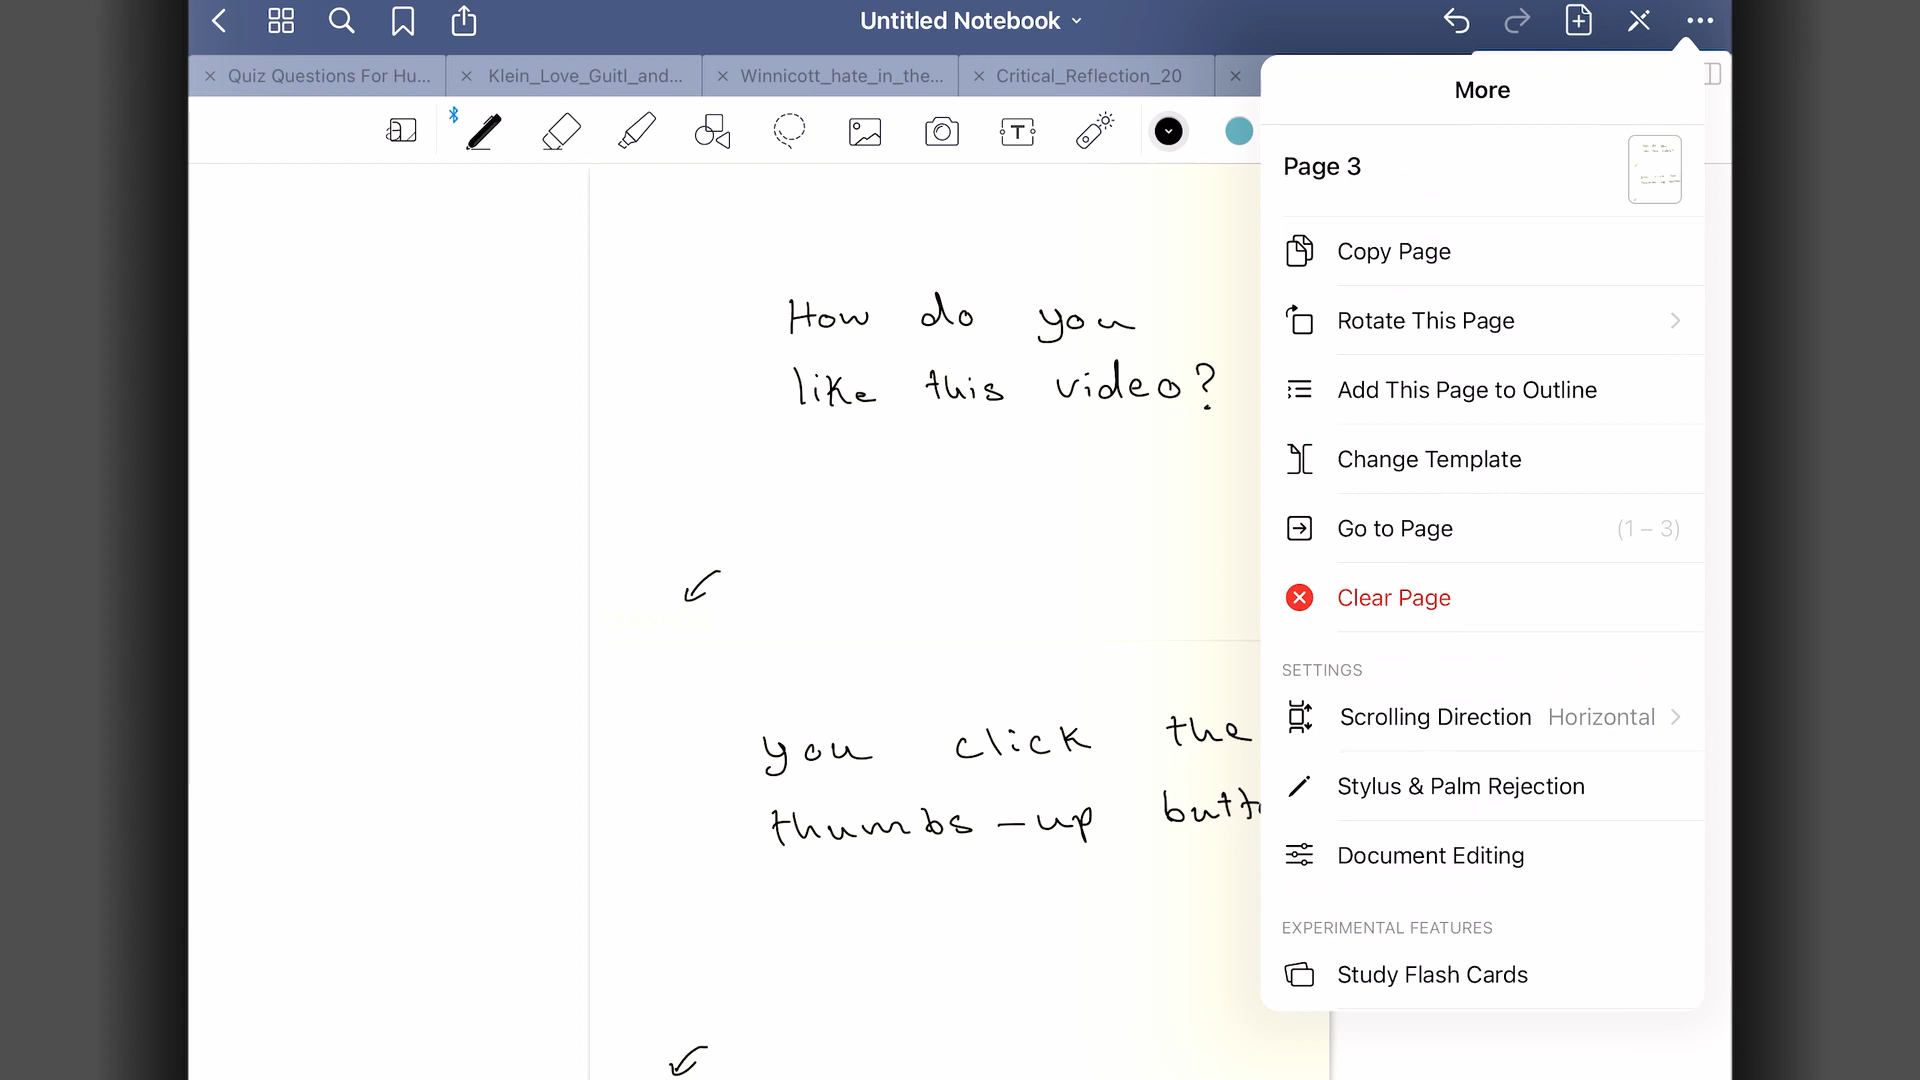 Untitled Notebook
Quiz Questions For Hu...
Klein_Love_Guitl_and...
Winnicott_hate_in_the...
Critical_Reflection_20
T
More
Page 3
Copy Page
Rotate This Page
Add This Page to Outline
Change Template
Go to Page (1 – 3)
Clear Page
SETTINGS
Scrolling Direction Horizontal
Stylus & Palm Rejection
Document Editing
EXPERIMENTAL FEATURES
Study Flash Cards
How do you
like this video?
you click the
thumbs-up butto